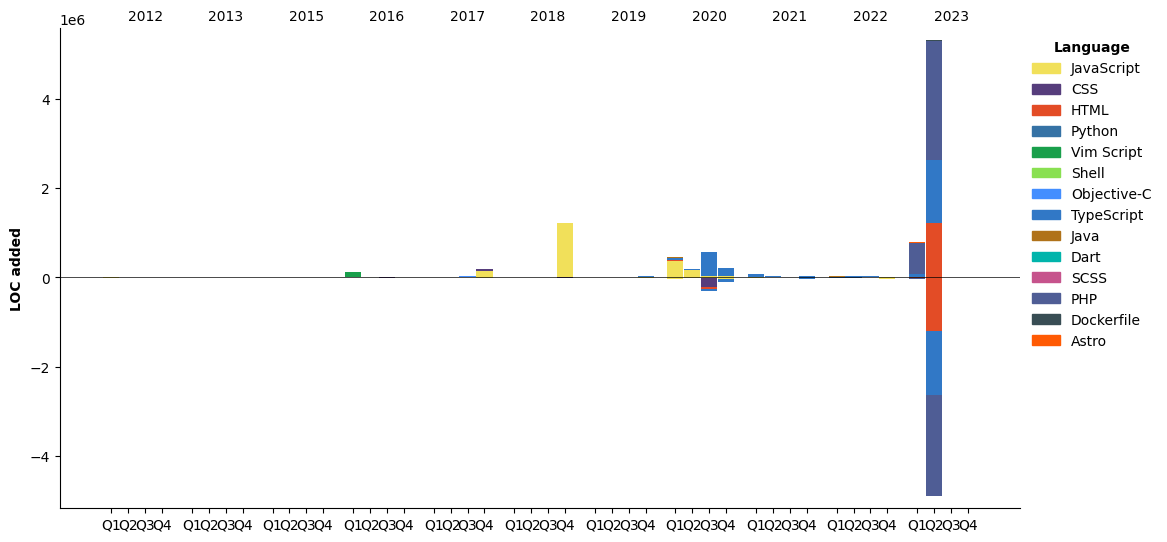 1e6
2012 2013 2015 2016 2017 2018 2019 2020 2021 2022 2023
Language
JavaScript
CSS
HTML
Python
Vim Script
Shell
Objective-C
TypeScript
Java
Dart
SCSS
PHP
Dockerfile
Astro
LOC added
4
2
0
−2
−4
Q1Q2Q3Q4 Q1Q2Q3Q4 Q1Q2Q3Q4 Q1Q2Q3Q4 Q1Q2Q3Q4 Q1Q2Q3Q4 Q1Q2Q3Q4 Q1Q2Q3Q4 Q1Q2Q3Q4 Q1Q2Q3Q4 Q1Q2Q3Q4